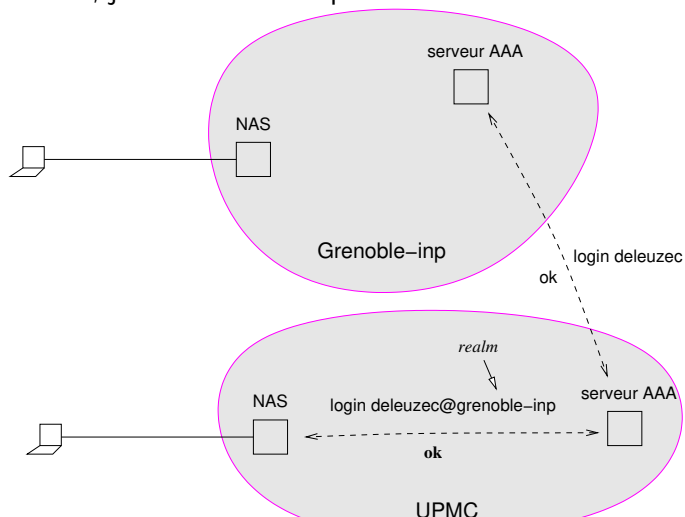 serveur AAA
NAS
Grenoble−inp
login deleuzec
ok
realm
serveur AAA
NAS
login deleuzec@grenoble−inp
ok
UPMC